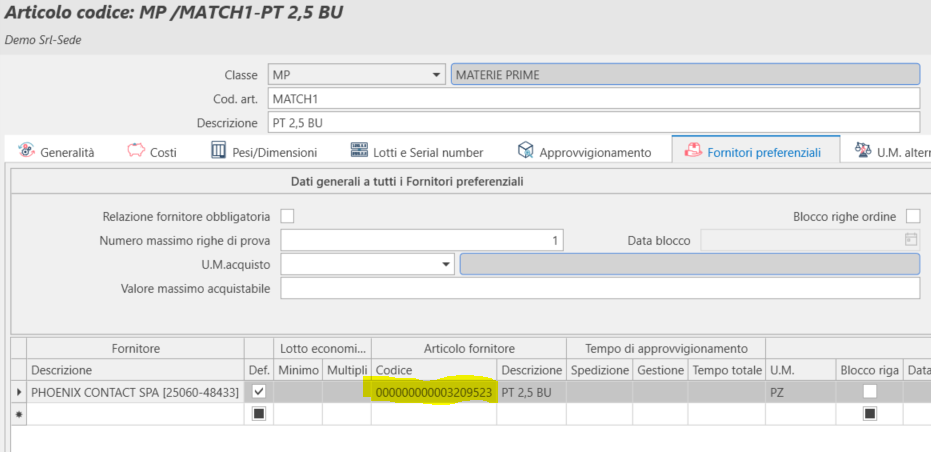 Articolo codice: MP /MATCH1-PT 2,5 BU
Demo Srl-Sede
Classe MP MATERIE PRIME
Cod. art. MATCH1
Descrizione PT 2,5 BU
Generalità Costi Pesi/Dimensioni Lotti e Serial number Approvvigionamento Fornitori preferenziali U.M. altern
Dati generali a tutti i Fornitori preferenziali
Relazione fornitore obbligatoria Blocco righe ordine
Numero massimo righe di prova 1 Data blocco
U.M.acquisto
Valore massimo acquistabile
Fornitore Lotto economi... Articolo fornitore Tempo di approvvigionamento
Descrizione Def. Minimo Multipli Codice Descrizione Spedizione Gestione Tempo totale U.M. Blocco riga Data
PHOENIX CONTACT SPA [25060-48433] 000000000003209523 PT 2,5 BU PZ